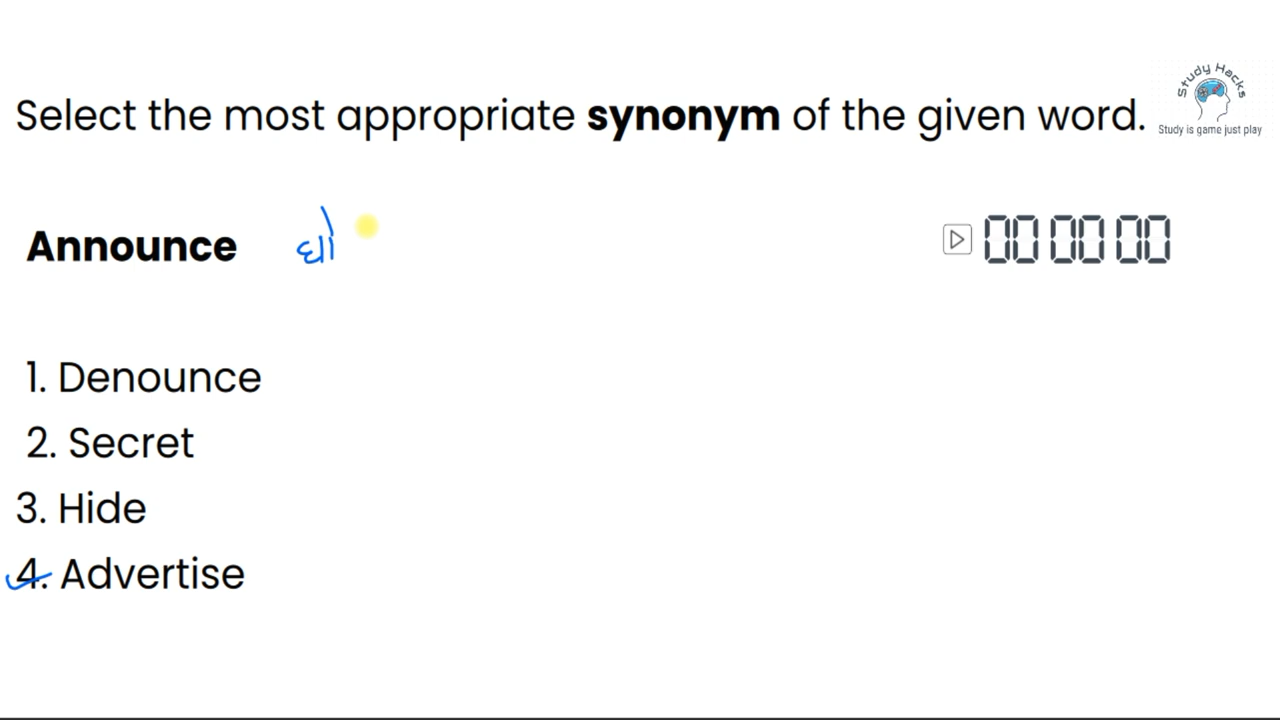 Study Hacks
Study is game just play
Select the most appropriate synonym of the given word.
Announce घो
00 00 00
1. Denounce
2. Secret
3. Hide
4. Advertise